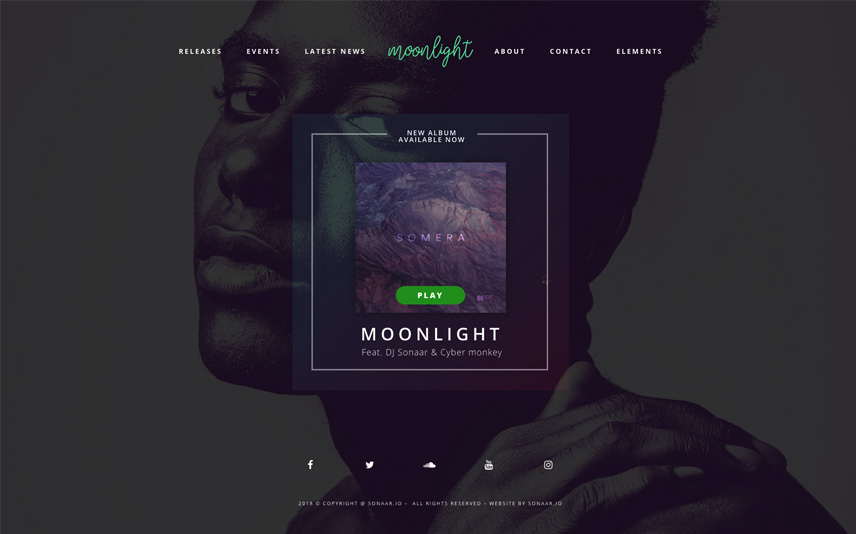 RELEASES EVENTS LATEST NEWS moonlight ABOUT CONTACT ELEMENTS
NEW ALBUM
AVAILABLE NOW
SOMERA
PLAY
MOONLIGHT
Feat. DJ Sonaar & Cyber monkey
2018 © COPYRIGHT @ SONAAR.IO – ALL RIGHTS RESERVED – WEBSITE BY SONAAR.IO